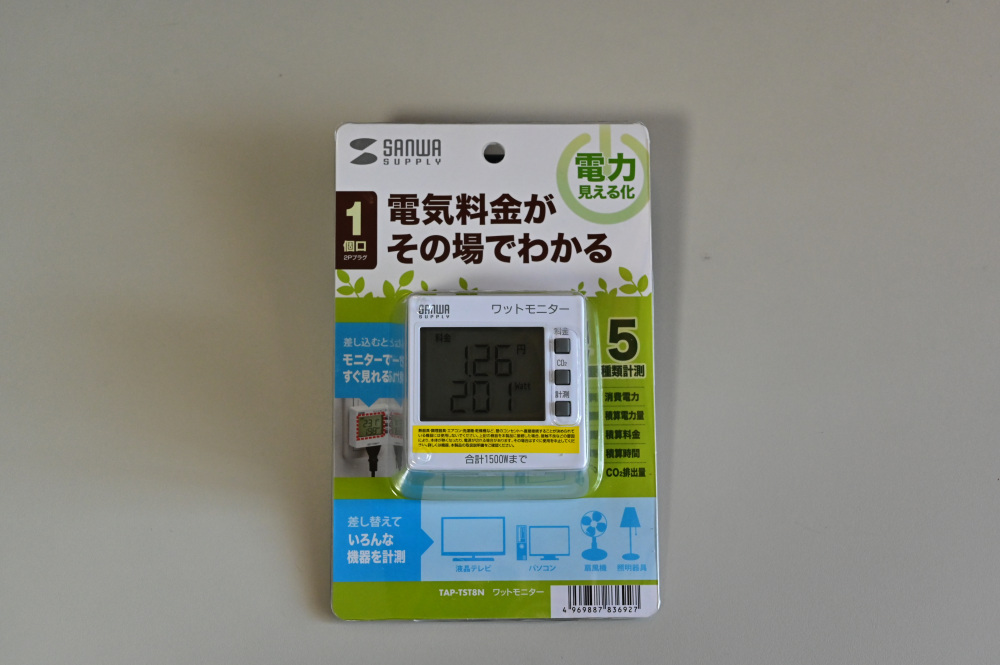 SANWA
SUPPLY
電力
見える化
1
個口
2Pプラグ
電気料金が
その場でわかる
SANWA
SUPPLY
ワットモニター
料金
1.26 円
201 Watt
料金
CO₂
計測
差し込むと
モニターで
すぐ見れる
5
種類計測
消費電力
積算電力量
積算料金
積算時間
CO₂排出量
合計1500Wまで
差し替えて
いろんな
機器を計測
液晶テレビ
パソコン
扇風機
照明器具
TAP-TST8N ワットモニター
4 969887 836927